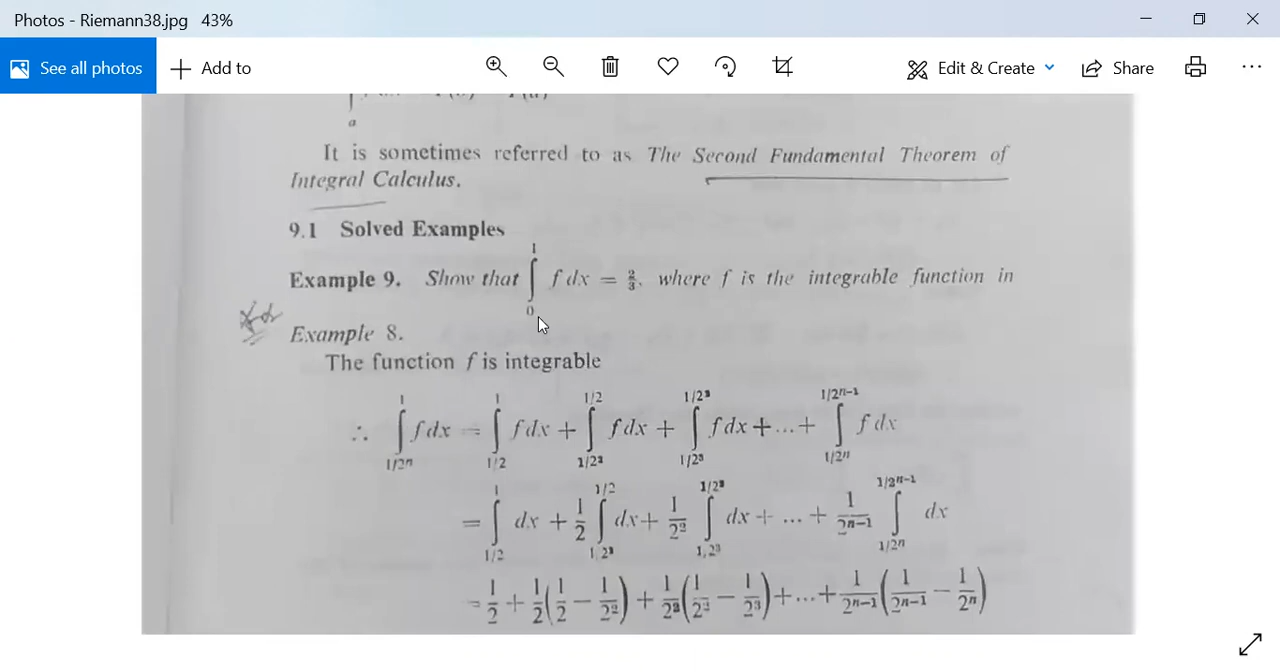 Photos - Riemann38.jpg 43%
See all photos
Add to
Edit & Create
Share
a
It is sometimes referred to as The Second Fundamental Theorem of
Integral Calculus.
9.1 Solved Examples
Example 9. Show that ∫₀¹ f dx = 2/3, where f is the integrable function in
Example 8.
The function f is integrable
∴ ∫_{1/2ⁿ}^{1} f dx = ∫_{1/2}^{1} f dx + ∫_{1/2²}^{1/2} f dx + ∫_{1/2³}^{1/2²} f dx + ... + ∫_{1/2ⁿ}^{1/2ⁿ⁻¹} f dx
= ∫_{1/2}^{1} dx + 1/2 ∫_{1/2²}^{1/2} dx + 1/2² ∫_{1/2³}^{1/2²} dx + ... + 1/2ⁿ⁻¹ ∫_{1/2ⁿ}^{1/2ⁿ⁻¹} dx
= 1/2 + 1/2 (1/2 − 1/2²) + 1/2² (1/2² − 1/2³) + ... + 1/2ⁿ⁻¹ (1/2ⁿ⁻¹ − 1/2ⁿ)